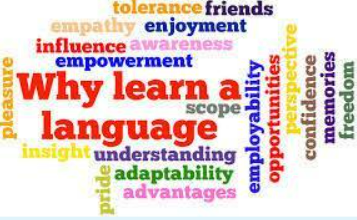 tolerance friends
empathy enjoyment
influence awareness
empowerment
Why learn a
scope
language
insight understanding
adaptability
advantages
pleasure
pride
employability
opportunities
perspective
confidence
memories
freedom